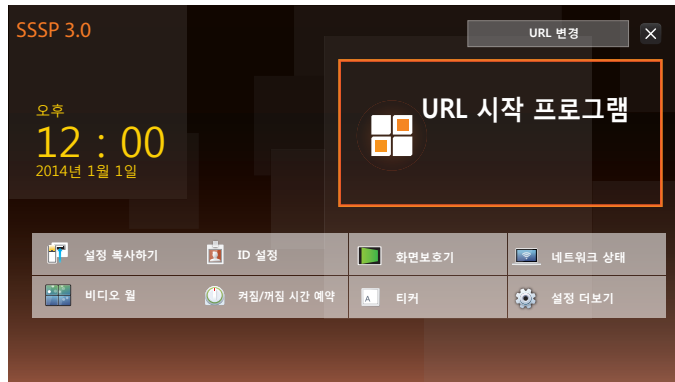 SSSP 3.0
URL 변경
오후
12 : 00
2014년 1월 1일
URL 시작 프로그램
설정 복사하기
ID 설정
화면보호기
네트워크 상태
비디오 월
켜짐/꺼짐 시간 예약
A
티커
설정 더보기